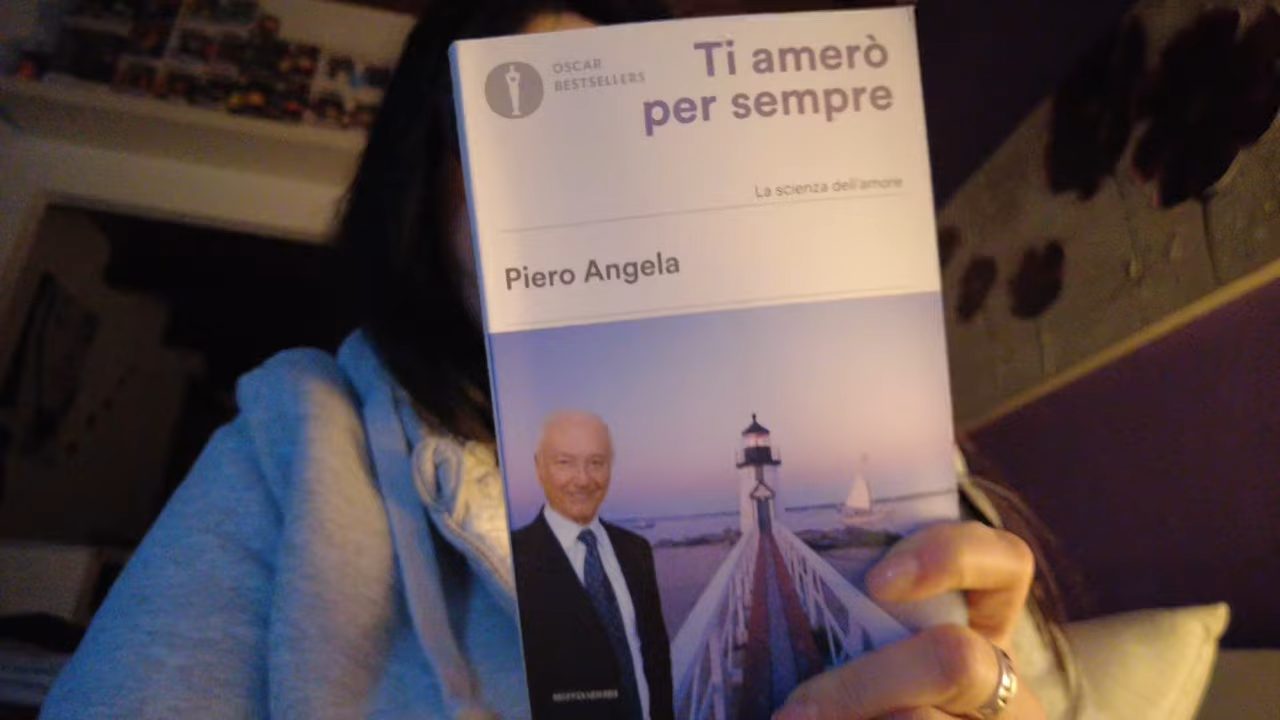 OSCAR
BESTSELLERS
Ti amerò
per sempre
La scienza dell'amore
Piero Angela